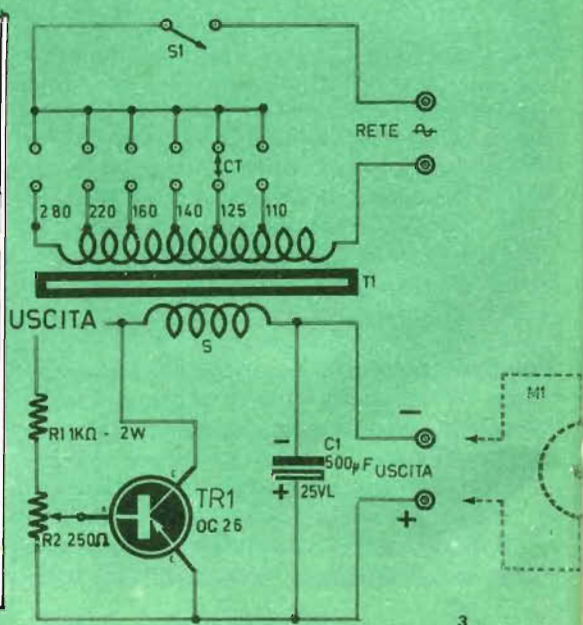 S1
RETE
CT
280 220 160 140 125 110
T1
USCITA
S
M1
R1 1KΩ - 2W
−
C1
500µF
USCITA
+
25VL
TR1
OC 26
R2 250Ω
+
3